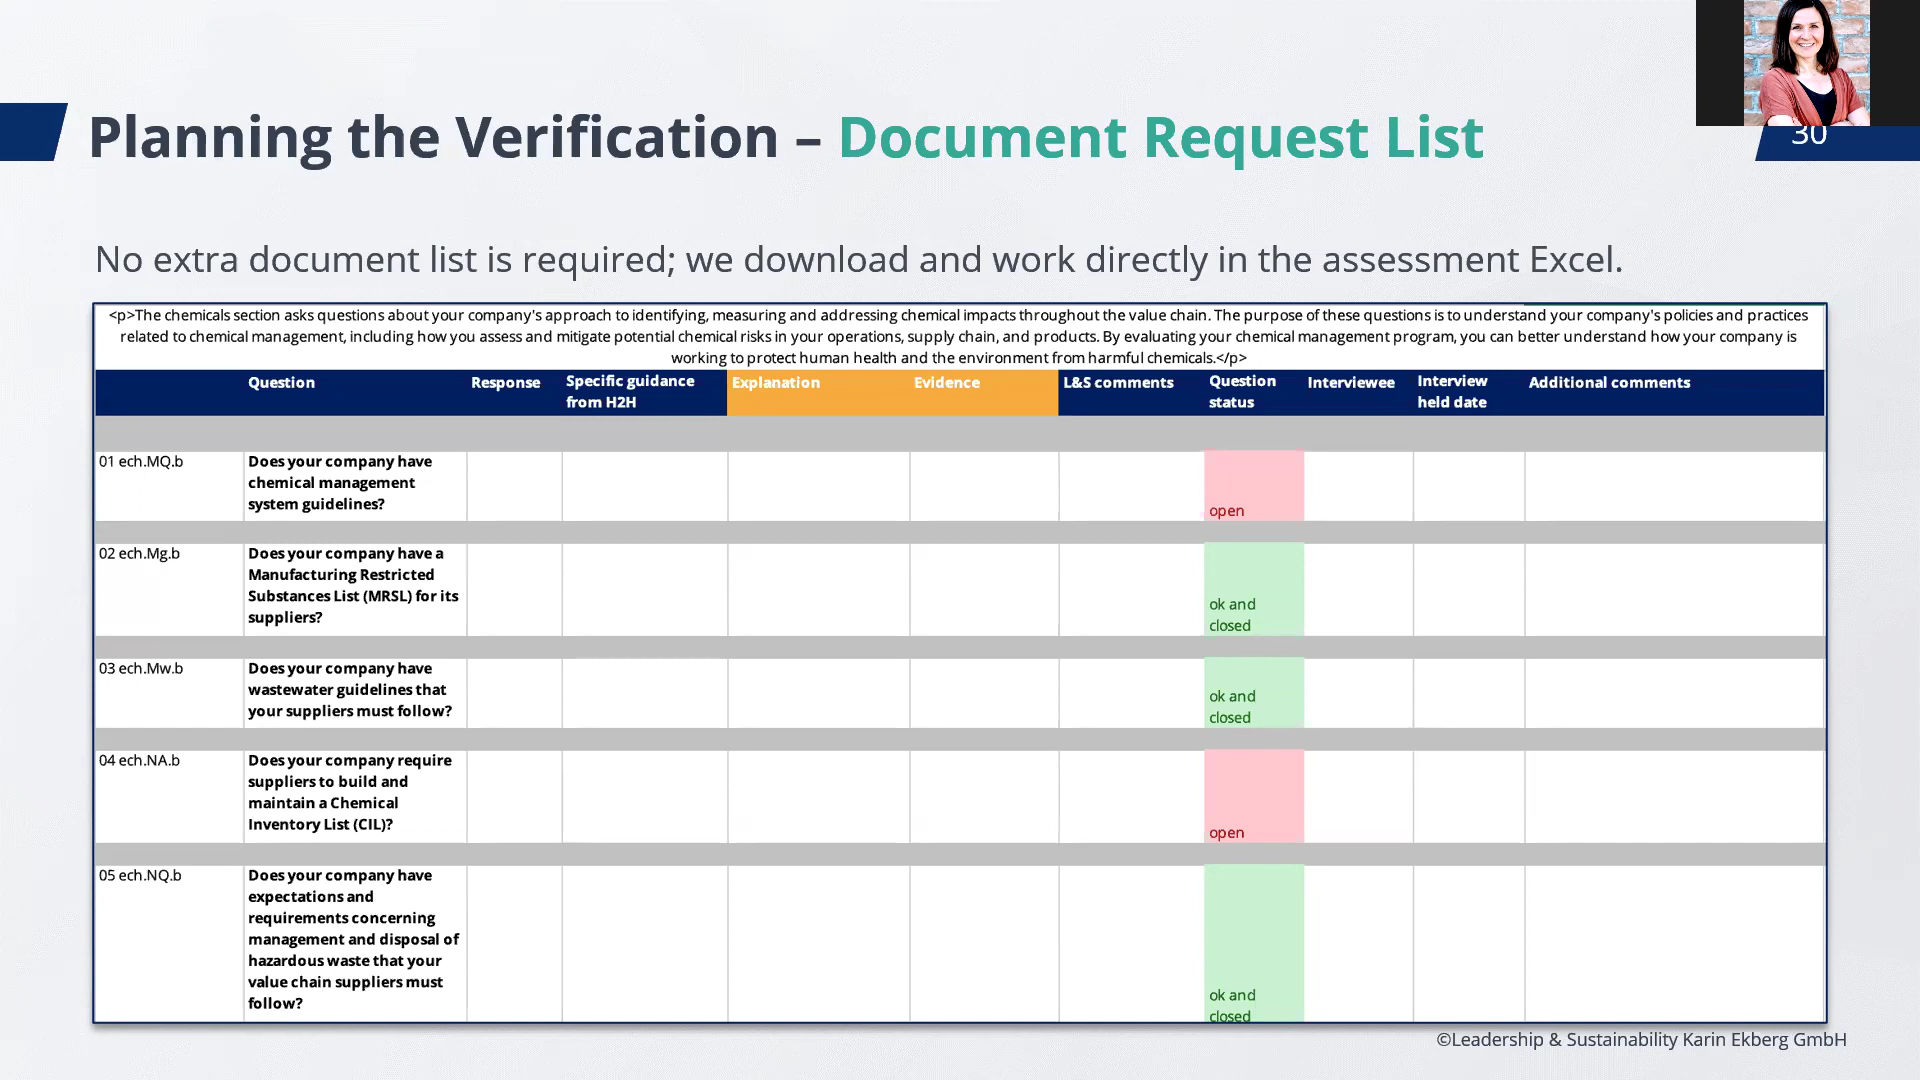 30
Planning the Verification – Document Request List
No extra document list is required; we download and work directly in the assessment Excel.
<p>The chemicals section asks questions about your company's approach to identifying, measuring and addressing chemical impacts throughout the value chain. The purpose of these questions is to understand your company's policies and practices
related to chemical management, including how you assess and mitigate potential chemical risks in your operations, supply chain, and products. By evaluating your chemical management program, you can better understand how your company is
working to protect human health and the environment from harmful chemicals.</p>
Question
Response
Specific guidance
from H2H
Explanation
Evidence
L&S comments
Question
status
Interviewee
Interview
held date
Additional comments
01 ech.MQ.b
Does your company have
chemical management
system guidelines?
open
02 ech.Mg.b
Does your company have a
Manufacturing Restricted
Substances List (MRSL) for its
suppliers?
ok and
closed
03 ech.Mw.b
Does your company have
wastewater guidelines that
your suppliers must follow?
ok and
closed
04 ech.NA.b
Does your company require
suppliers to build and
maintain a Chemical
Inventory List (CIL)?
open
05 ech.NQ.b
Does your company have
expectations and
requirements concerning
management and disposal of
hazardous waste that your
value chain suppliers must
follow?
ok and
closed
©Leadership & Sustainability Karin Ekberg GmbH